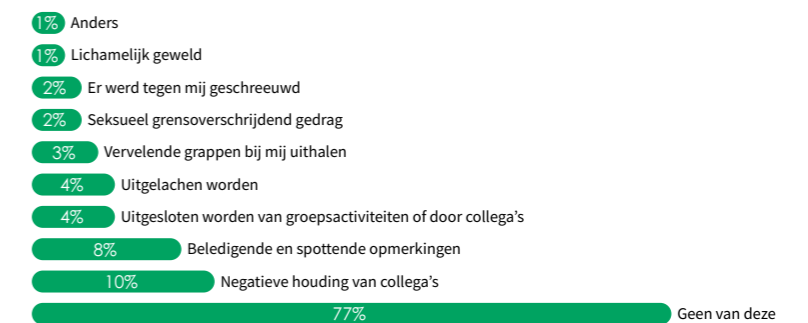 1% Anders
1% Lichamelijk geweld
2% Er werd tegen mij geschreeuwd
2% Seksueel grensoverschrijdend gedrag
3% Vervelende grappen bij mij uithalen
4% Uitgelachen worden
4% Uitgesloten worden van groepsactiviteiten of door collega's
8% Beledigende en spottende opmerkingen
10% Negatieve houding van collega's
77% Geen van deze